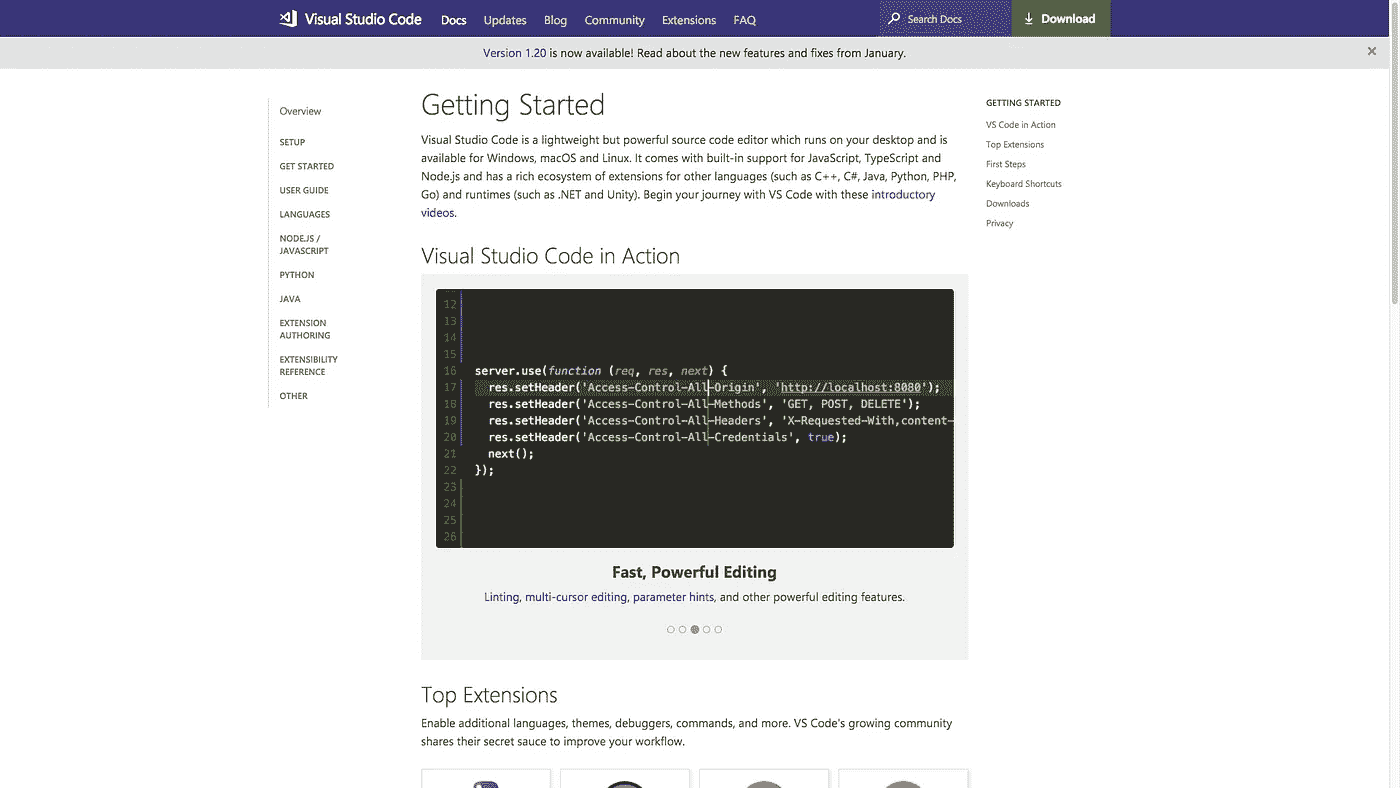 Visual Studio Code Docs Updates Blog Community Extensions FAQ Search Docs Download
Version 1.20 is now available! Read about the new features and fixes from January.
Overview
SETUP
GET STARTED
USER GUIDE
LANGUAGES
NODE.JS /
JAVASCRIPT
PYTHON
JAVA
EXTENSION
AUTHORING
EXTENSIBILITY
REFERENCE
OTHER
Getting Started
Visual Studio Code is a lightweight but powerful source code editor which runs on your desktop and is
available for Windows, macOS and Linux. It comes with built-in support for JavaScript, TypeScript and
Node.js and has a rich ecosystem of extensions for other languages (such as C++, C#, Java, Python, PHP,
Go) and runtimes (such as .NET and Unity). Begin your journey with VS Code with these introductory
videos.
Visual Studio Code in Action
12
13
14
15
16 server.use(function (req, res, next) {
17 res.setHeader('Access-Control-All-Origin', 'http://localhost:8080');
18 res.setHeader('Access-Control-All-Methods', 'GET, POST, DELETE');
19 res.setHeader('Access-Control-All-Headers', 'X-Requested-With,content-
20 res.setHeader('Access-Control-All-Credentials', true);
21 next();
22 });
23
24
25
26
Fast, Powerful Editing
Linting, multi-cursor editing, parameter hints, and other powerful editing features.
Top Extensions
Enable additional languages, themes, debuggers, commands, and more. VS Code's growing community
shares their secret sauce to improve your workflow.
GETTING STARTED
VS Code in Action
Top Extensions
First Steps
Keyboard Shortcuts
Downloads
Privacy